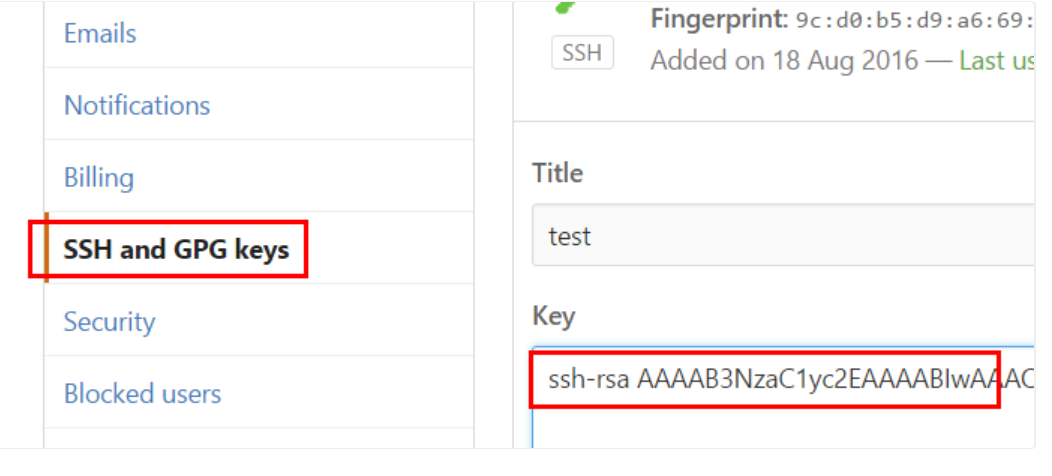 Emails
Notifications
Billing
SSH and GPG keys
Security
Blocked users
Fingerprint: 9c:d0:b5:d9:a6:69:
SSH
Added on 18 Aug 2016 — Last us
Title
test
Key
ssh-rsa AAAAB3NzaC1yc2EAAAABIwAAAC